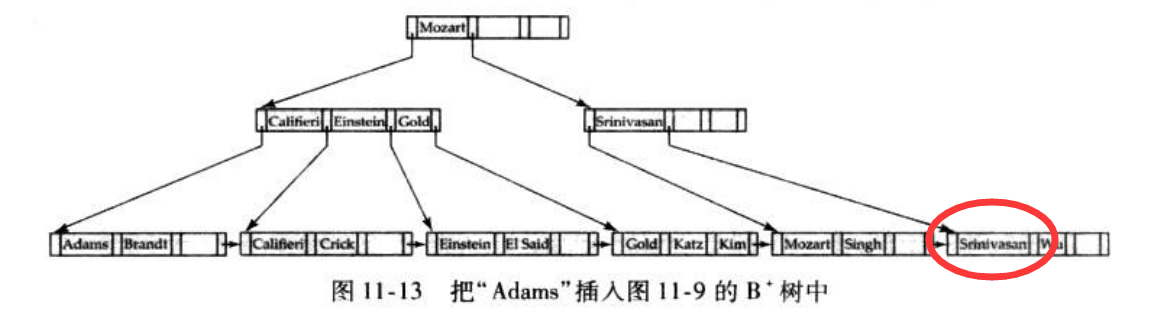 Mozart
Califieri Einstein Gold
Srinivasan
Adams Brandt
Califieri Crick
Einstein El Said
Gold Katz Kim
Mozart Singh
Srinivasan Wu
图 11-13 把“Adams”插入图 11-9 的 B⁺树中